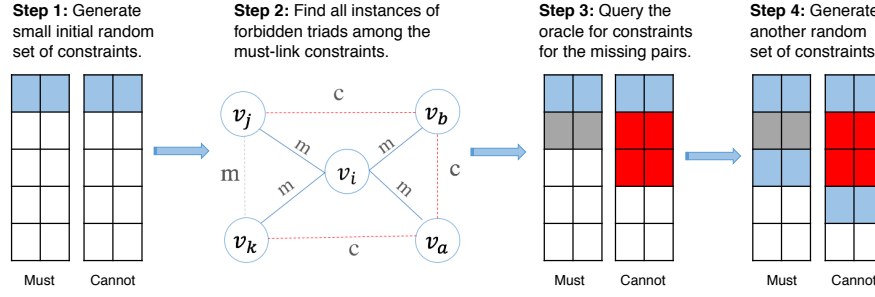 Step 1: Generate
small initial random
set of constraints.
Must
Cannot
Step 2: Find all instances of
forbidden triads among the
must-link constraints.
c
v_j
v_b
m
m
m
v_i
c
m
m
v_k
c
v_a
Step 3: Query the
oracle for constraints
for the missing pairs.
Must
Cannot
Step 4: Generate
another random
set of constraints
Must
Cannot